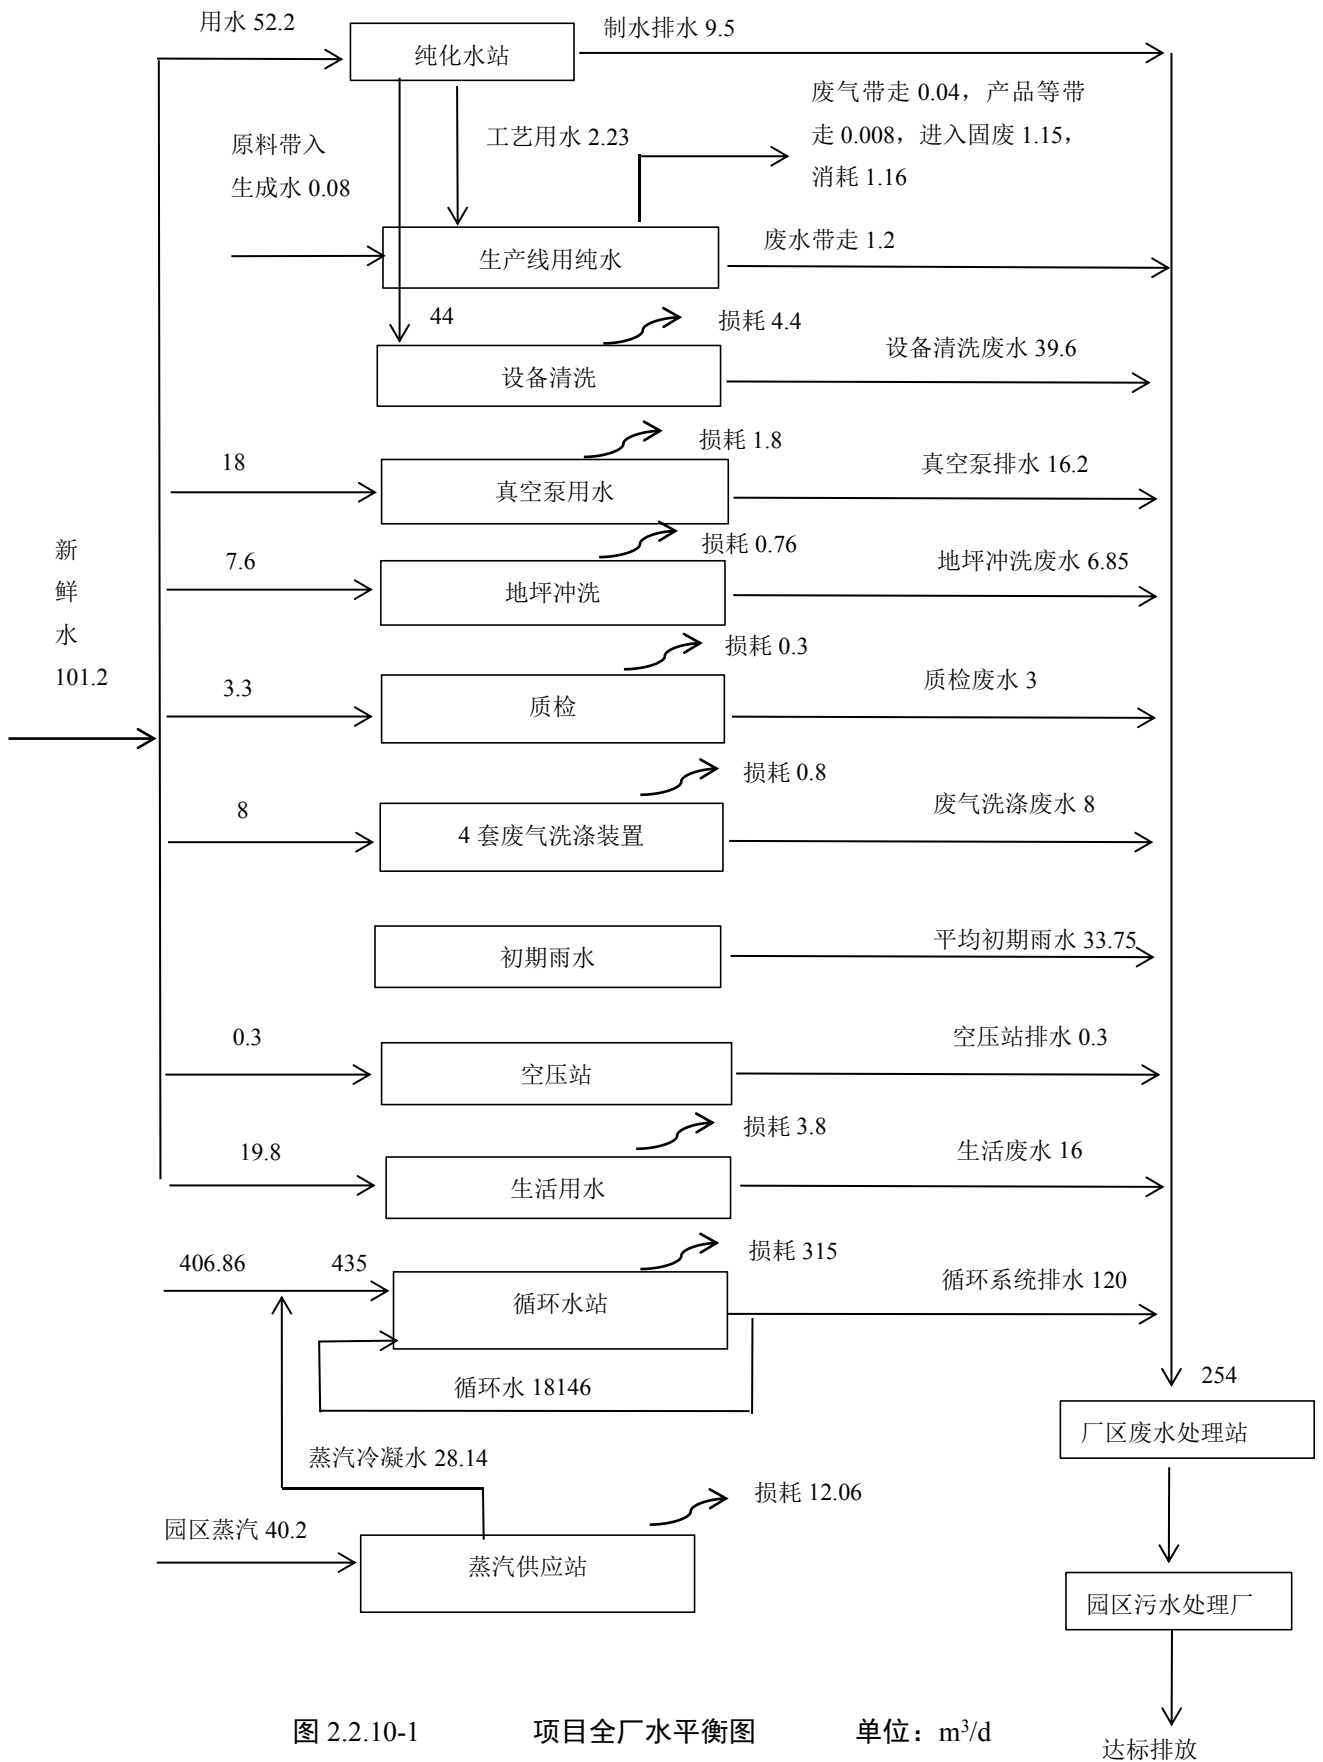 用水 52.2
制水排水 9.5
纯化水站
废气带走 0.04，产品等带
走 0.008，进入固废 1.15，
消耗 1.16
工艺用水 2.23
原料带入
生成水 0.08
废水带走 1.2
生产线用纯水
44
损耗 4.4
设备清洗废水 39.6
设备清洗
损耗 1.8
18
真空泵排水 16.2
真空泵用水
损耗 0.76
新
鲜
水
101.2
7.6
地坪冲洗废水 6.85
地坪冲洗
损耗 0.3
3.3
质检废水 3
质检
损耗 0.8
8
废气洗涤废水 8
4 套废气洗涤装置
平均初期雨水 33.75
初期雨水
0.3
空压站排水 0.3
空压站
损耗 3.8
19.8
生活废水 16
生活用水
损耗 315
406.86
435
循环系统排水 120
循环水站
循环水 18146
254
厂区废水处理站
蒸汽冷凝水 28.14
损耗 12.06
园区蒸汽 40.2
蒸汽供应站
园区污水处理厂
图 2.2.10-1 项目全厂水平衡图 单位：m³/d
达标排放